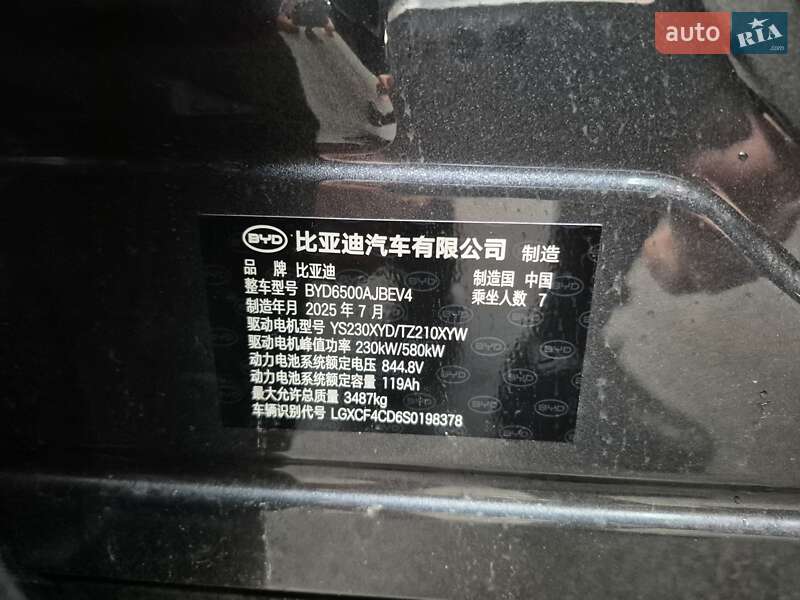 auto RIA
BYD 比亚迪汽车有限公司 制造
品 牌 比亚迪 制造国 中国
整车型号 BYD6500AJBEV4 乘坐人数 7
制造年月 2025 年 7 月
驱动电机型号 YS230XYD/TZ210XYW
驱动电机峰值功率 230kW/580kW
动力电池系统额定电压 844.8V
动力电池系统额定容量 119Ah
最大允许总质量 3487kg
车辆识别代号 LGXCF4CD6S0198378